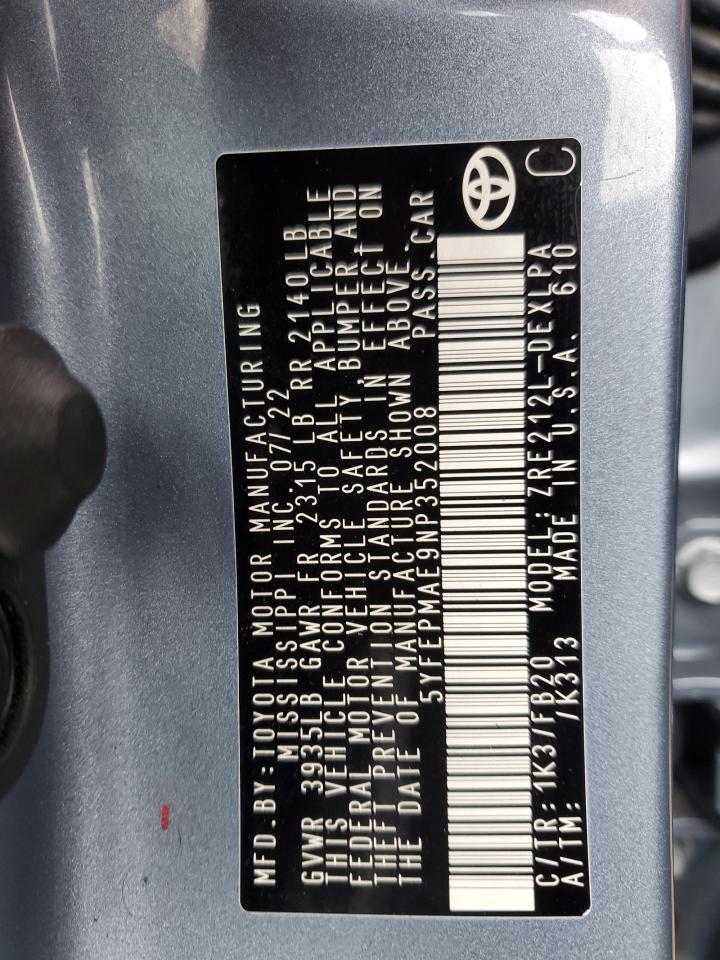 MFD.BY:TOYOTA MOTOR MANUFACTURING
MISSISSIPPI INC. 07/22
GVWR 3935LB GAWR FR 2315 LB RR 2140LB
THIS VEHICLE CONFORMS TO ALL APPLICABLE
FEDERAL MOTOR VEHICLE SAFETY, BUMPER, AND
THEFT PREVENTION STANDARDS IN EFFECT ON
THE DATE OF MANUFACTURE SHOWN ABOVE.
5YFEPMAE9NP352008 PASS.CAR
C/TR: 1K3/FB20 MODEL: ZRE212L-DEXLPA
A/TM: /K313 MADE IN U.S.A. 610
C